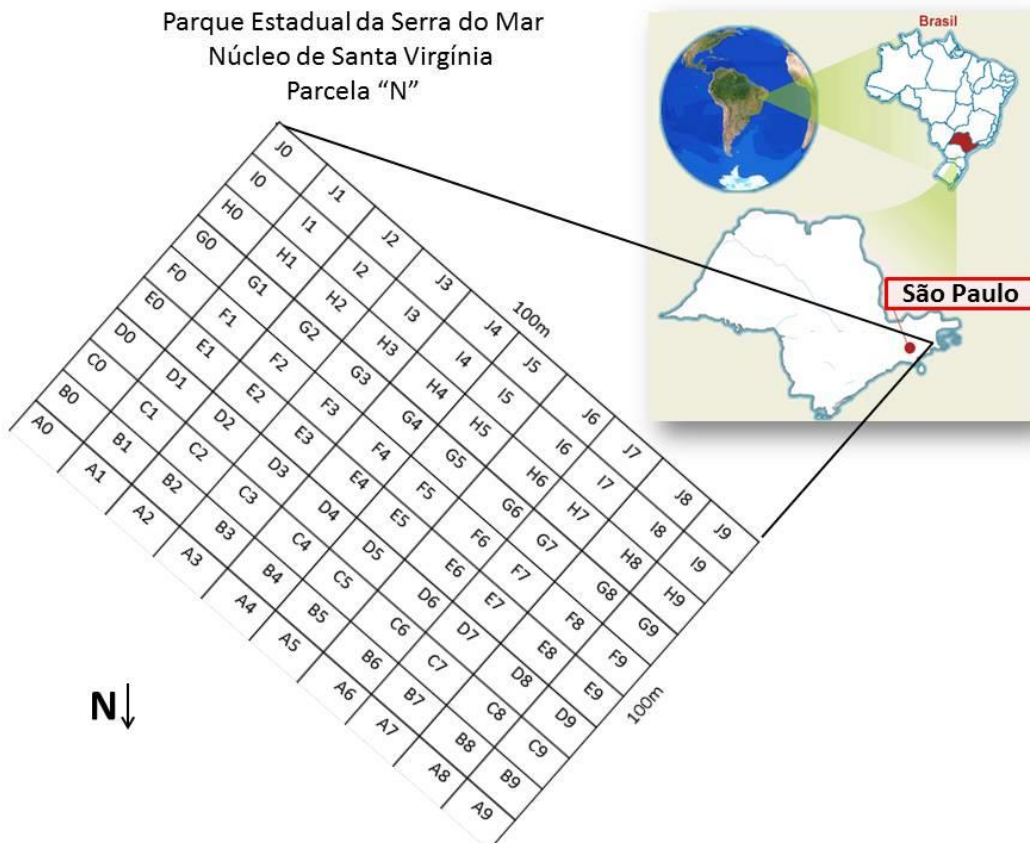 Parque Estadual da Serra do Mar
Núcleo de Santa Virgínia
Parcela “N”
Brasil
São Paulo
J0 J1 J2 J3 J4 J5 J6 J7 J8 J9
I0 I1 I2 I3 I4 I5 I6 I7 I8 I9
H0 H1 H2 H3 H4 H5 H6 H7 H8 H9
G0 G1 G2 G3 G4 G5 G6 G7 G8 G9
F0 F1 F2 F3 F4 F5 F6 F7 F8 F9
E0 E1 E2 E3 E4 E5 E6 E7 E8 E9
D0 D1 D2 D3 D4 D5 D6 D7 D8 D9
C0 C1 C2 C3 C4 C5 C6 C7 C8 C9
B0 B1 B2 B3 B4 B5 B6 B7 B8 B9
A0 A1 A2 A3 A4 A5 A6 A7 A8 A9
100m
100m
N↓